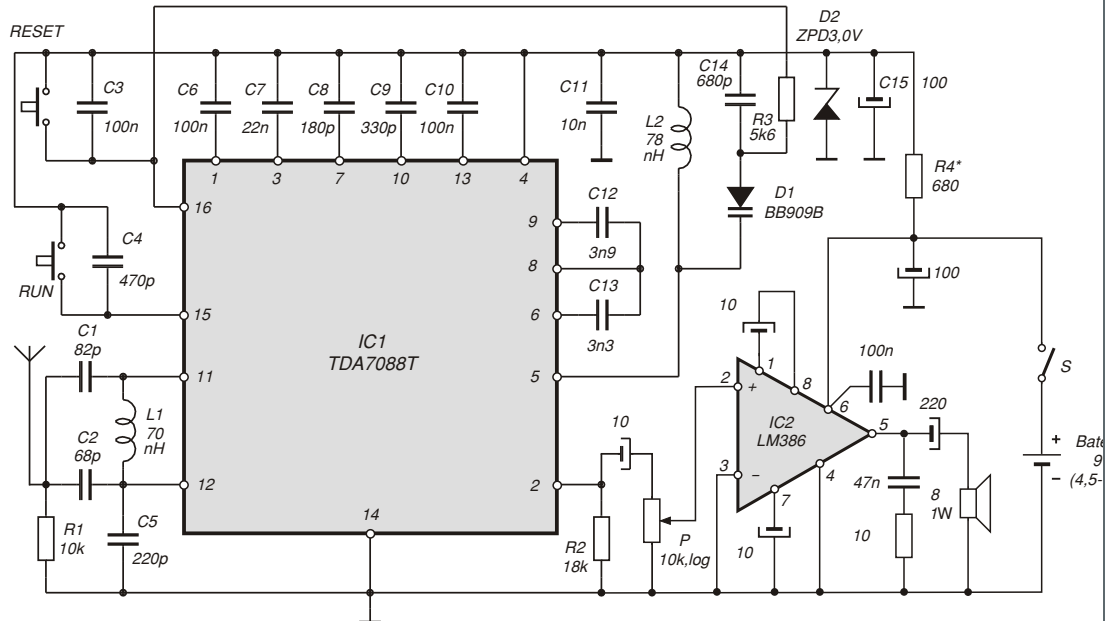 RESET
D2
ZPD3,0V
C3
100n
C6
100n
C7
22n
C8
180p
C9
330p
C10
100n
C11
10n
L2
78
nH
C14
680p
R3
5k6
C15
100
R4*
680
1
3
7
10
13
4
16
9
C12
3n9
D1
BB909B
C4
470p
RUN
8
C13
3n3
6
100
15
C1
82p
IC1
TDA7088T
11
5
L1
70
nH
C2
68p
12
2
10
14
R1
10k
C5
220p
R2
18k
P
10k,log
10
1
8
2
+
IC2
LM386
6
100n
S
5
220
3
−
4
7
10
47n
10
8
1W
+
−
9
(4,5-